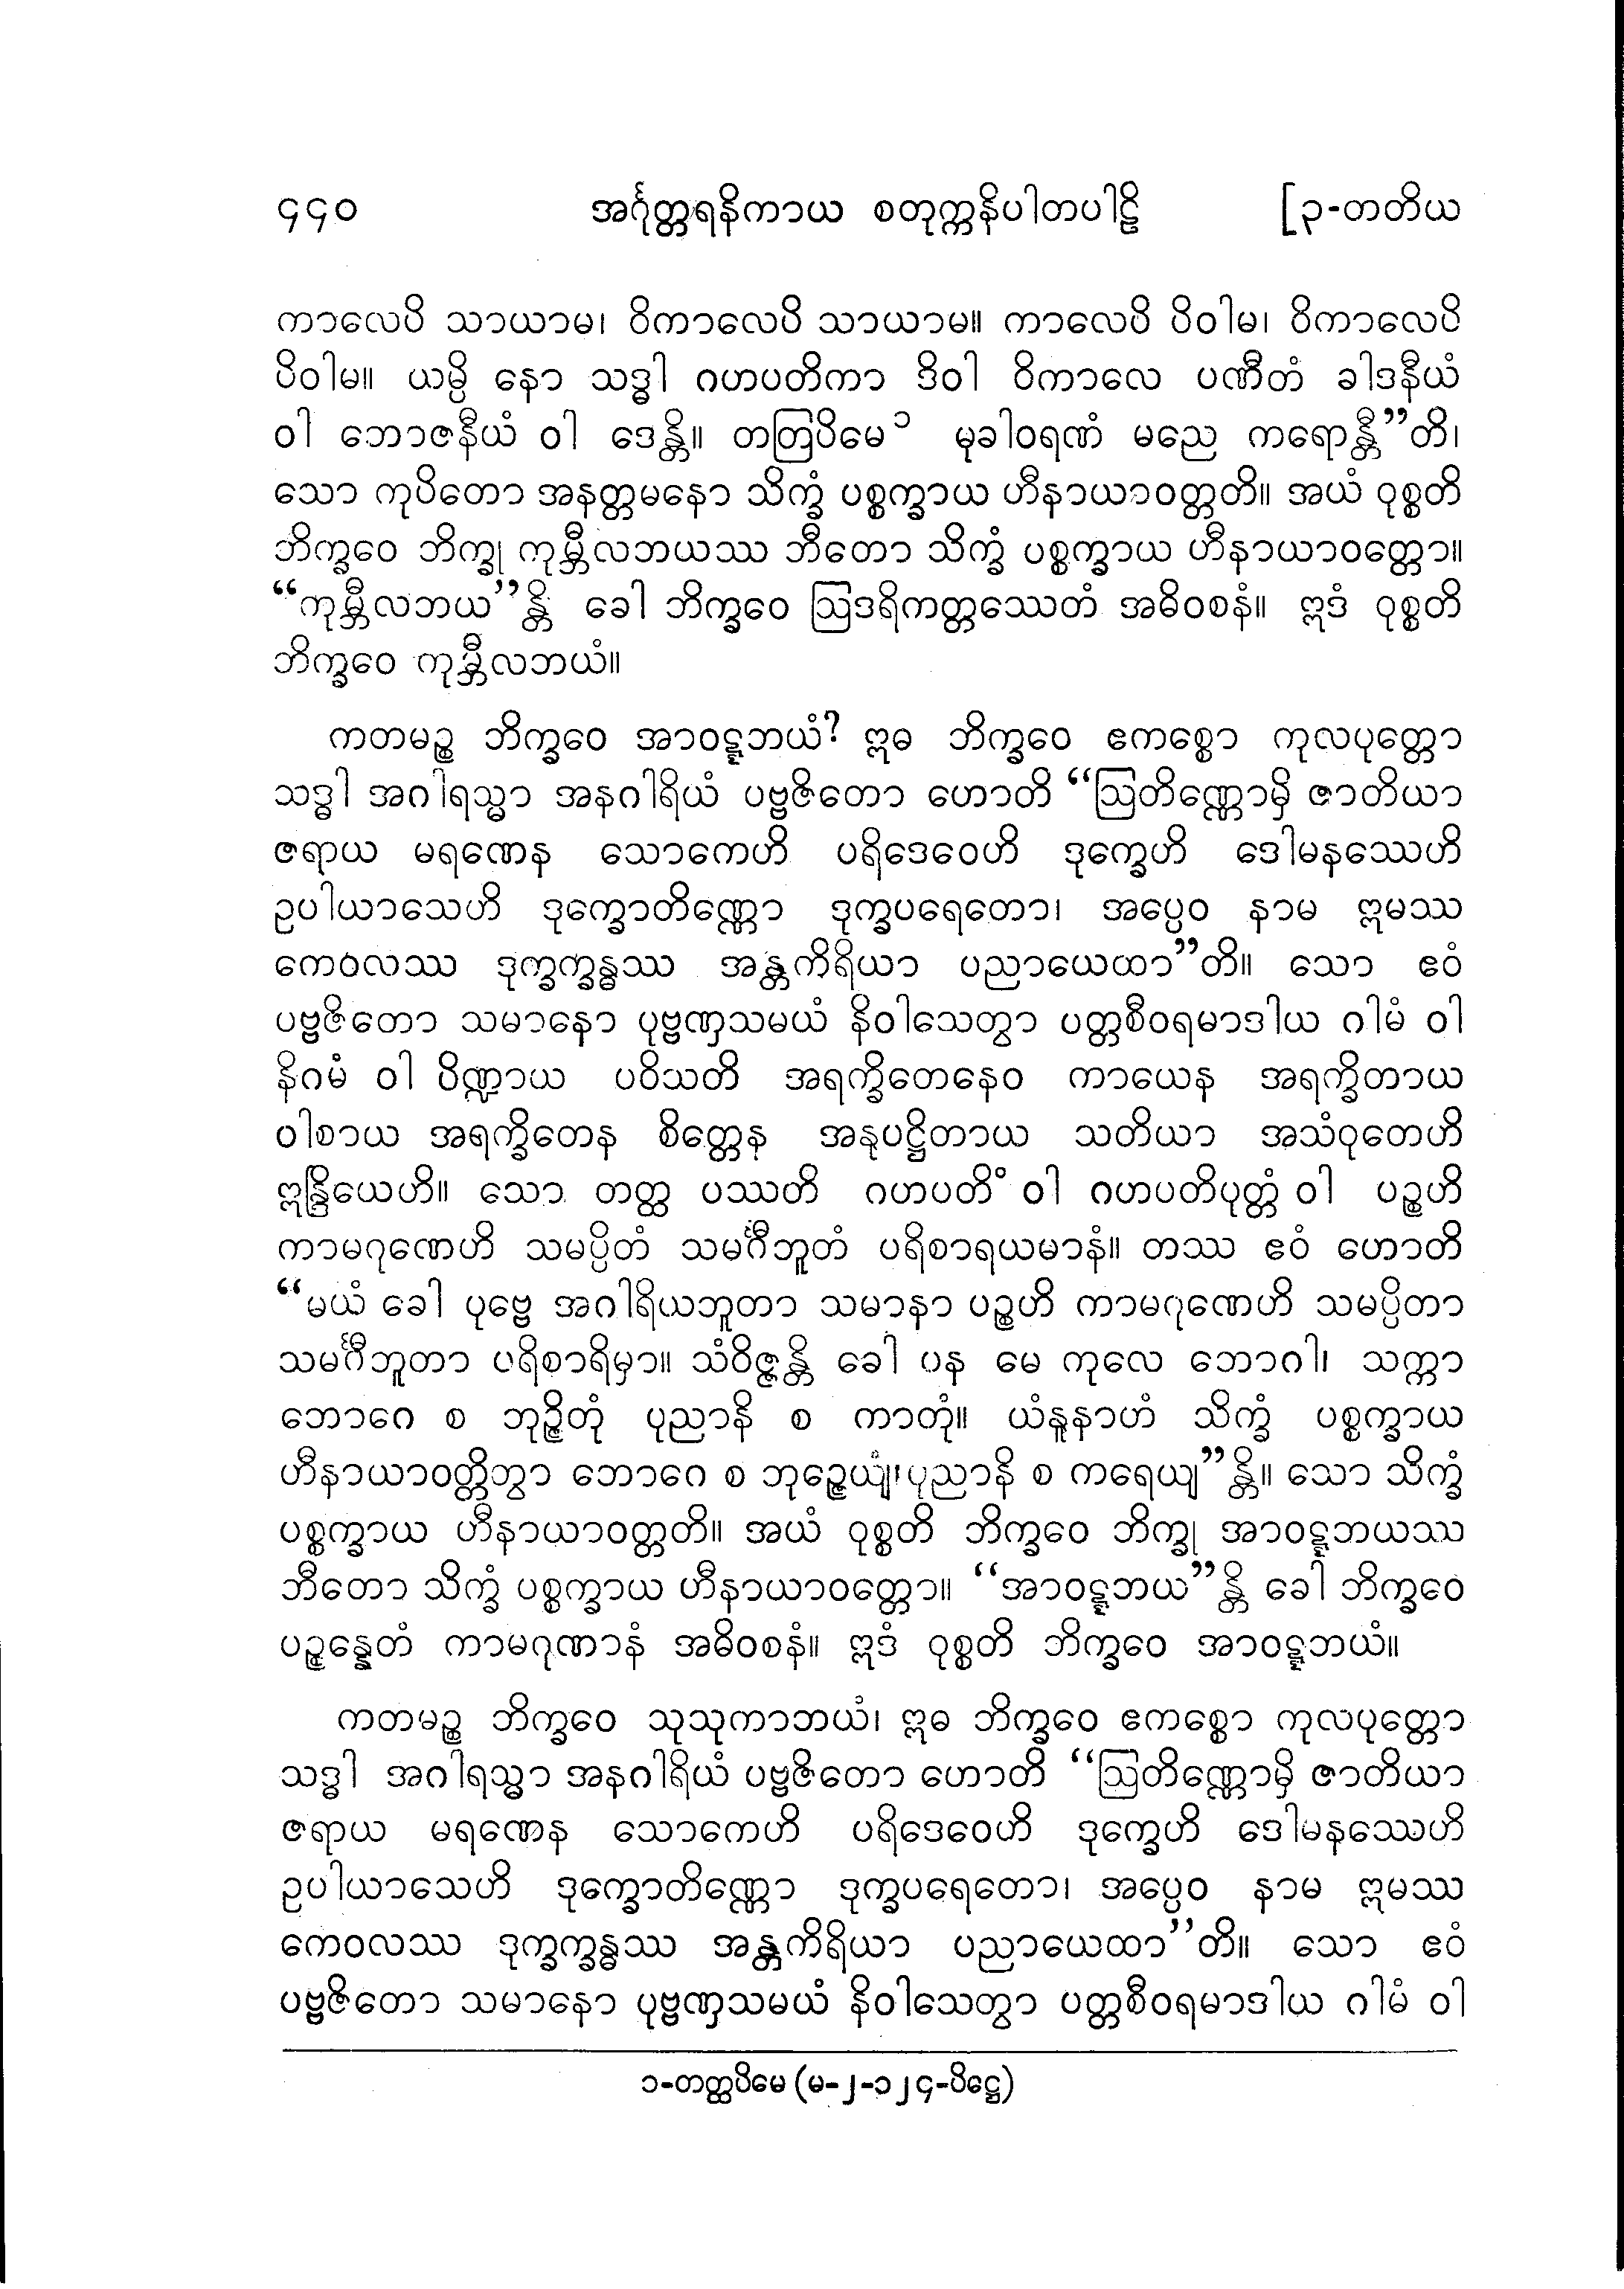 ၄၄၀ အင်္ဂုတ္တရနိကာယ စတုက္ကနိပါတပါဠိ [၃-တတိယ
ကာလေပိ သာယာမ၊ ဝိကာလေပိ သာယာမ။ ကာလေပိ ပိဝါမ၊ ဝိကာလေပိ
ပိဝါမ။ ယမ္ပိ နော သဒ္ဓါ ဂဟပတိကာ ဒိဝါ ဝိကာလေ ပဏီတံ ခါဒနီယံ
ဝါ ဘောဇနီယံ ဝါ ဒေန္တိ။ တတြပိမေ ၁ မုခါဝရဏံ မညေ ကရောန္တီ”တိ၊
သော ကုပိတော အနတ္တမနော သိက္ခံ ပစ္စက္ခာယ ဟီနာယာဝတ္တတိ။ အယံ ဝုစ္စတိ
ဘိက္ခဝေ ဘိက္ခု ကုမ္ဘီလဘယဿ ဘီတော သိက္ခံ ပစ္စက္ခာယ ဟီနာယာဝတ္တော။
“ကုမ္ဘီလဘယ”န္တိ ခေါ ဘိက္ခဝေ ဩဒရိကတ္တဿေတံ အဓိဝစနံ။ ဣဒံ ဝုစ္စတိ
ဘိက္ခဝေ ကုမ္ဘီလဘယံ။
ကတမဉ္စ ဘိက္ခဝေ အာဝဋ္ဋဘယံ? ဣဓ ဘိက္ခဝေ ဧကစ္စော ကုလပုတ္တော
သဒ္ဓါ အဂါရသ္မာ အနဂါရိယံ ပဗ္ဗဇိတော ဟောတိ “ဩတိဏ္ဏောမှိ ဇာတိယာ
ဇရာယ မရဏေန သောကေဟိ ပရိဒေဝေဟိ ဒုက္ခေဟိ ဒေါမနဿေဟိ
ဥပါယာသေဟိ ဒုက္ခောတိဏ္ဏော ဒုက္ခပရေတော၊ အပ္ပေဝ နာမ ဣမဿ
ကေဝလဿ ဒုက္ခက္ခန္ဓဿ အန္တကိရိယာ ပညာယေထာ”တိ။ သော ဧဝံ
ပဗ္ဗဇိတော သမာနော ပုဗ္ဗဏှသမယံ နိဝါသေတွာ ပတ္တစီဝရမာဒါယ ဂါမံ ဝါ
နိဂမံ ဝါ ပိဏ္ဍာယ ပဝိသတိ အရက္ခိတေနေဝ ကာယေန အရက္ခိတာယ
ဝါစာယ အရက္ခိတေန စိတ္တေန အနုပဋ္ဌိတာယ သတိယာ အသံဝုတေဟိ
ဣန္ဒြိယေဟိ။ သော တတ္ထ ပဿတိ ဂဟပတိံ ဝါ ဂဟပတိပုတ္တံ ဝါ ပဉ္စဟိ
ကာမဂုဏေဟိ သမပ္ပိတံ သမင်္ဂီဘူတံ ပရိစာရယမာနံ။ တဿ ဧဝံ ဟောတိ
“မယံ ခေါ ပုဗ္ဗေ အဂါရိယဘူတာ သမာနာ ပဉ္စဟိ ကာမဂုဏေဟိ သမပ္ပိတာ
သမင်္ဂီဘူတာ ပရိစာရိမှာ။ သံဝိဇ္ဇန္တိ ခေါ ပန မေ ကုလေ ဘောဂါ၊ သက္ကာ
ဘောဂေ စ ဘုဉ္ဇိတုံ ပုညာနိ စ ကာတုံ။ ယံနူနာဟံ သိက္ခံ ပစ္စက္ခာယ
ဟီနာယာဝတ္တိတွာ ဘောဂေ စ ဘုဉ္ဇေယျံ၊ ပုညာနိ စ ကရေယျ”န္တိ။ သော သိက္ခံ
ပစ္စက္ခာယ ဟီနာယာဝတ္တတိ။ အယံ ဝုစ္စတိ ဘိက္ခဝေ ဘိက္ခု အာဝဋ္ဋဘယဿ
ဘီတော သိက္ခံ ပစ္စက္ခာယ ဟီနာယာဝတ္တော။ “အာဝဋ္ဋဘယ”န္တိ ခေါ ဘိက္ခဝေ
ပဉ္စန္နေတံ ကာမဂုဏာနံ အဓိဝစနံ။ ဣဒံ ဝုစ္စတိ ဘိက္ခဝေ အာဝဋ္ဋဘယံ။
ကတမဉ္စ ဘိက္ခဝေ သုသုကာဘယံ၊ ဣဓ ဘိက္ခဝေ ဧကစ္စော ကုလပုတ္တော
သဒ္ဓါ အဂါရသ္မာ အနဂါရိယံ ပဗ္ဗဇိတော ဟောတိ “ဩတိဏ္ဏောမှိ ဇာတိယာ
ဇရာယ မရဏေန သောကေဟိ ပရိဒေဝေဟိ ဒုက္ခေဟိ ဒေါမနဿေဟိ
ဥပါယာသေဟိ ဒုက္ခောတိဏ္ဏော ဒုက္ခပရေတော၊ အပ္ပေဝ နာမ ဣမဿ
ကေဝလဿ ဒုက္ခက္ခန္ဓဿ အန္တကိရိယာ ပညာယေထာ”တိ။ သော ဧဝံ
ပဗ္ဗဇိတော သမာနော ပုဗ္ဗဏှသမယံ နိဝါသေတွာ ပတ္တစီဝရမာဒါယ ဂါမံ ဝါ
၁-တတ္ထပိမေ (မ-၂-၁၂၄-ပိဋ္ဌေ)